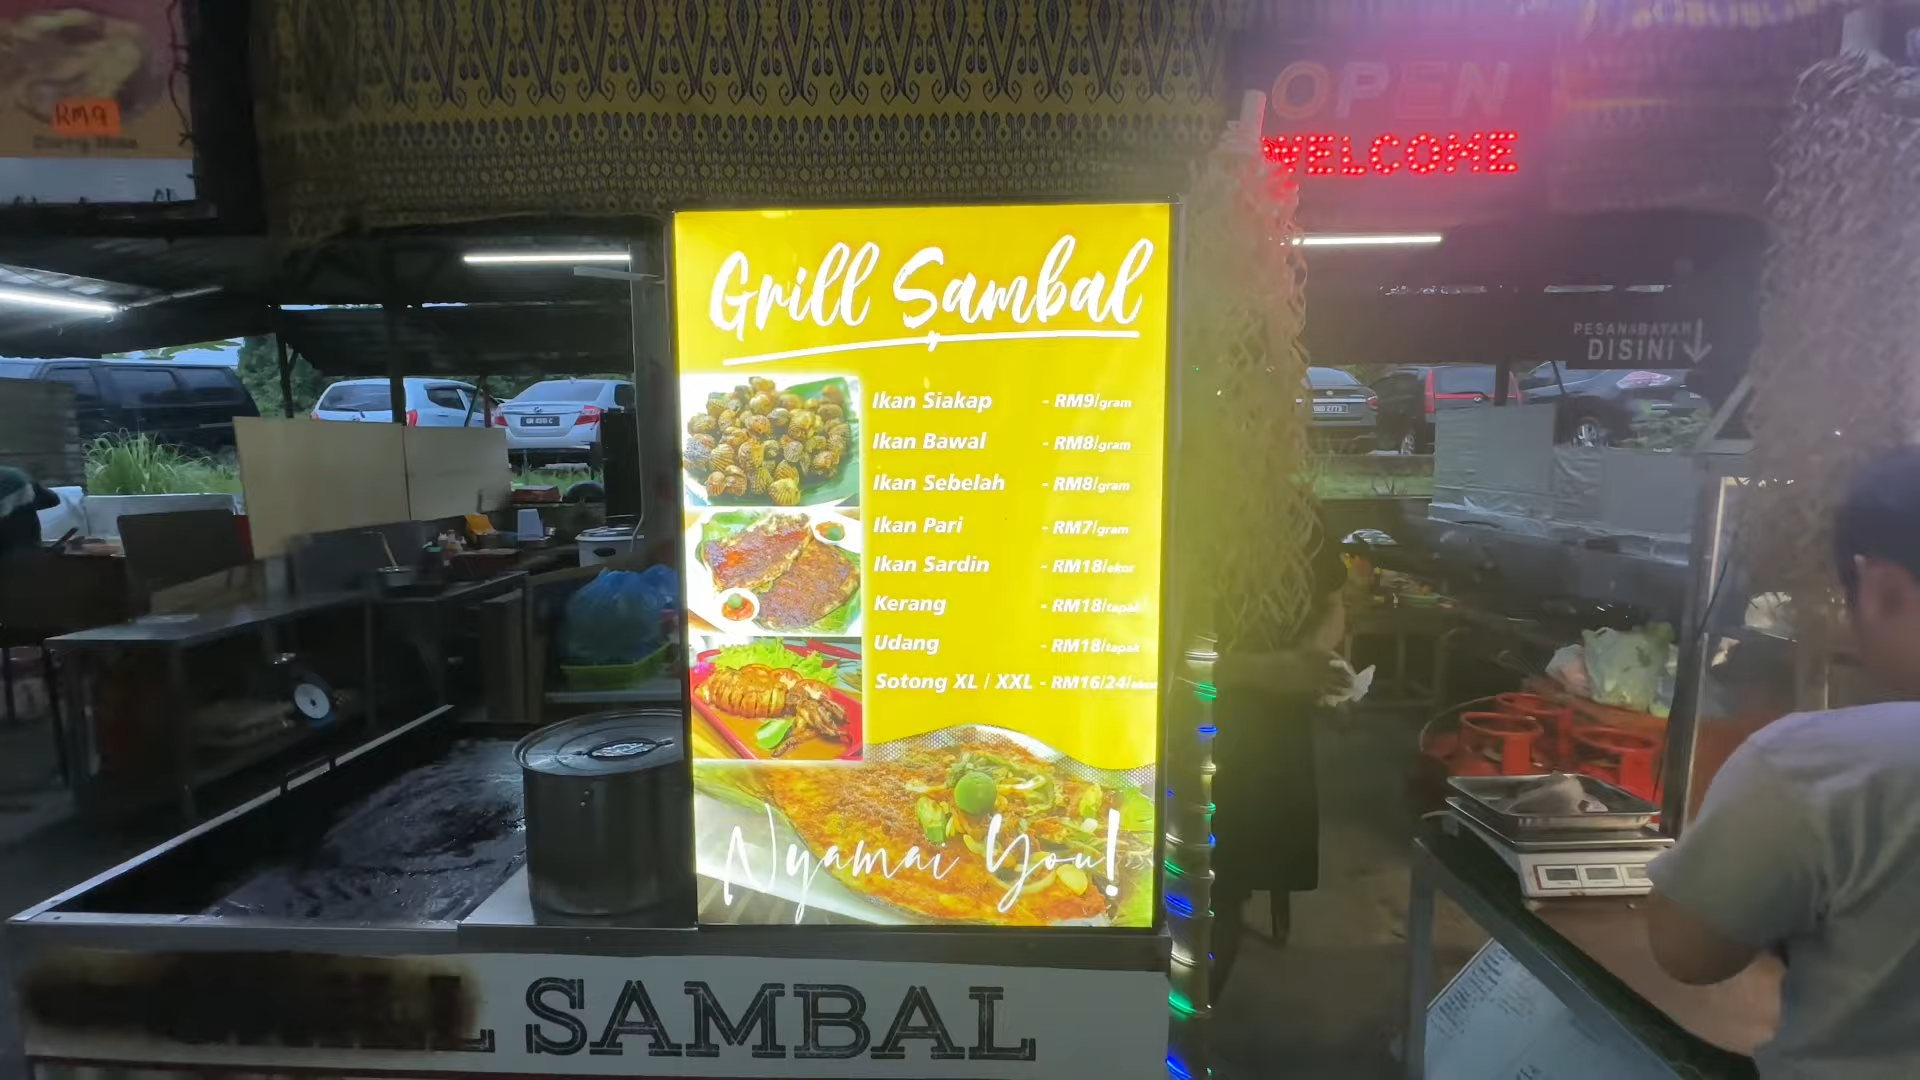 RM9
OPEN
WELCOME
Grill Sambal
PESAN & BAYAR
DISINI
Ikan Siakap - RM9/gram
Ikan Bawal - RM8/gram
Ikan Sebelah - RM8/gram
Ikan Pari - RM7/gram
Ikan Sardin - RM18/ekor
Kerang - RM18/tapak
Udang - RM18/tapak
Sotong XL / XXL - RM16/24/
Nyamai You!
SAMBAL